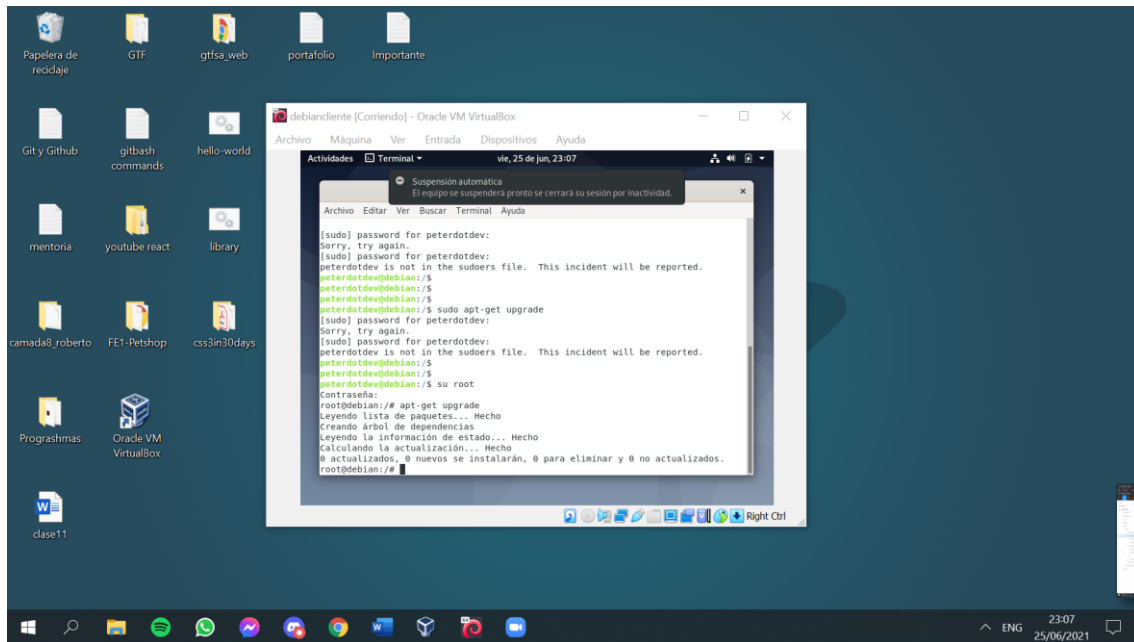 Papelera de
reciclaje
GTF
gtfsa_web
portafolio
Importante
Git y Github
gitbash
commands
hello-world
mentoria
youtube react
library
camada8_roberto
FE1-Petshop
css3in30days
Prograshmas
Oracle VM
VirtualBox
clase11
debiancliente [Corriendo] - Oracle VM VirtualBox
Archivo Máquina Ver Entrada Dispositivos Ayuda
Actividades Terminal vie, 25 de jun, 23:07
Suspensión automática
El equipo se suspenderá pronto se cerrará su sesión por inactividad.
Archivo Editar Ver Buscar Terminal Ayuda
[sudo] password for peterdotdev:
Sorry, try again.
[sudo] password for peterdotdev:
peterdotdev is not in the sudoers file. This incident will be reported.
peterdotdev@debian:/$
peterdotdev@debian:/$
peterdotdev@debian:/$
peterdotdev@debian:/$ sudo apt-get upgrade
[sudo] password for peterdotdev:
Sorry, try again.
[sudo] password for peterdotdev:
peterdotdev is not in the sudoers file. This incident will be reported.
peterdotdev@debian:/$
peterdotdev@debian:/$
peterdotdev@debian:/$ su root
Contraseña:
root@debian:/# apt-get upgrade
Leyendo lista de paquetes... Hecho
Creando árbol de dependencias
Leyendo la información de estado... Hecho
Calculando la actualización... Hecho
0 actualizados, 0 nuevos se instalarán, 0 para eliminar y 0 no actualizados.
root@debian:/#
Right Ctrl
ENG
23:07
25/06/2021